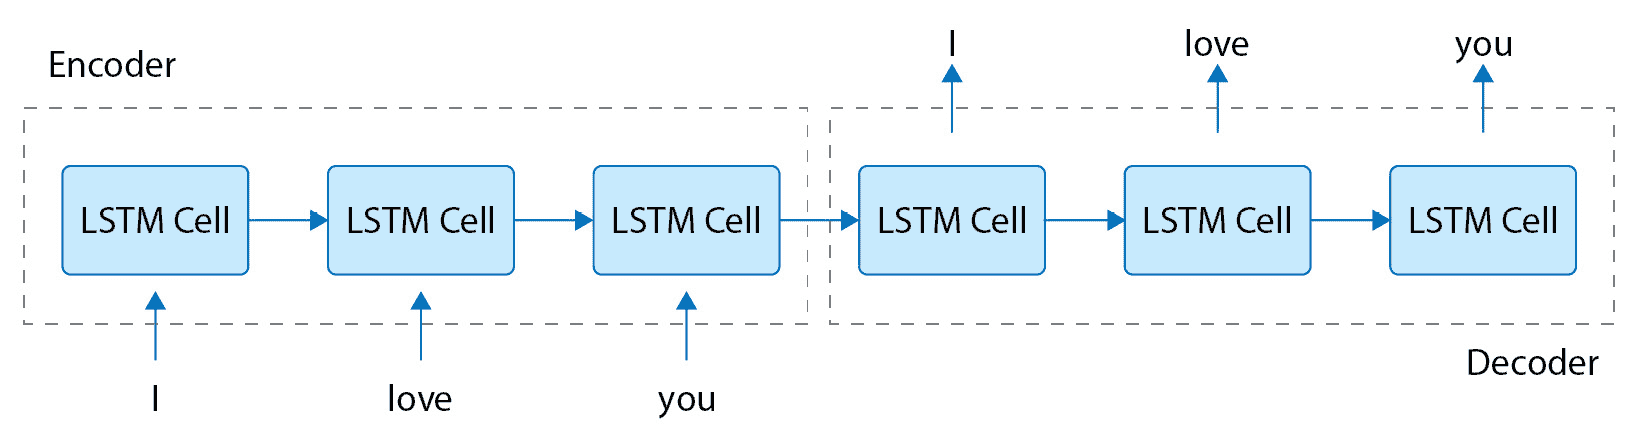 I love you
Encoder
LSTM Cell LSTM Cell LSTM Cell LSTM Cell LSTM Cell LSTM Cell
Decoder
I love you